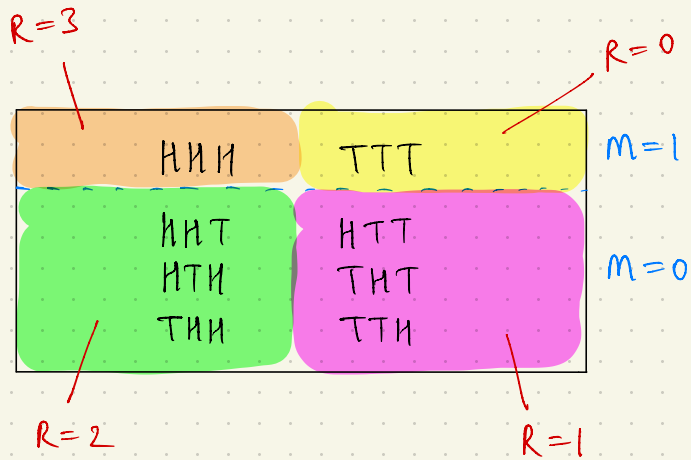 R=3
R=0
HHH TTT
M=1
HHT HTT
HTH THT
M=0
THH TTH
R=2
R=1